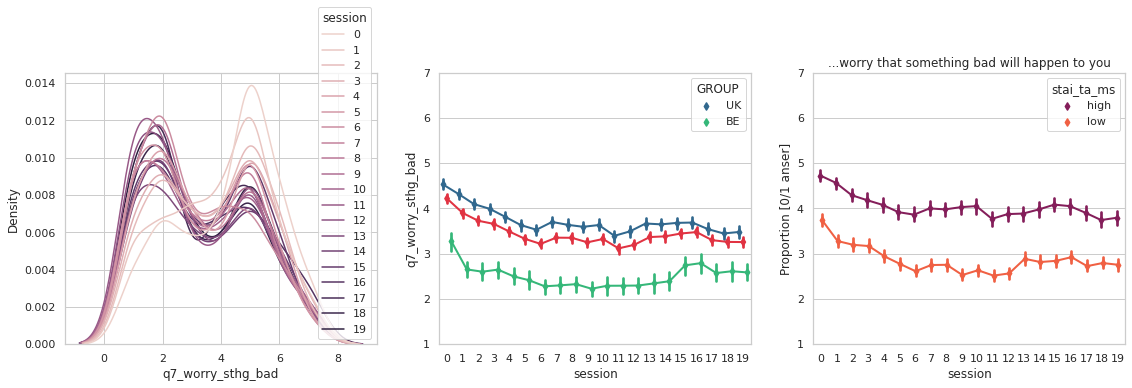 session
0
1
2
3
4
5
6
7
8
9
10
11
12
13
14
15
16
17
18
19
0.014
0.012
0.010
0.008
0.006
0.004
0.002
0.000
Density
0 2 4 6 8
q7_worry_sthg_bad
7
6
5
4
3
2
1
q7_worry_sthg_bad
GROUP
UK
BE
0 1 2 3 4 5 6 7 8 9 10 11 12 13 14 15 16 17 18 19
session
...worry that something bad will happen to you
7
6
5
4
3
2
1
Proportion [0/1 anser]
stai_ta_ms
high
low
0 1 2 3 4 5 6 7 8 9 10 11 12 13 14 15 16 17 18 19
session